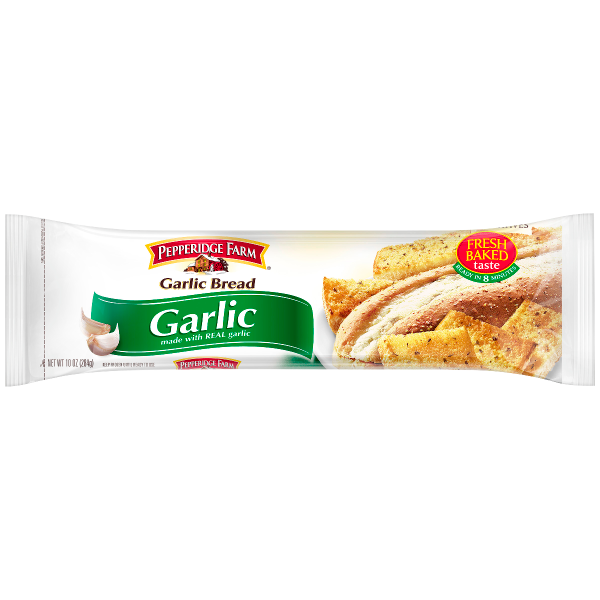 PEPPERIDGE FARM®
Garlic Bread
Garlic
made with REAL garlic
FRESH
BAKED
taste
READY IN 8 MINUTES
NET WT 10 OZ (284g)
PEPPERIDGE FARM